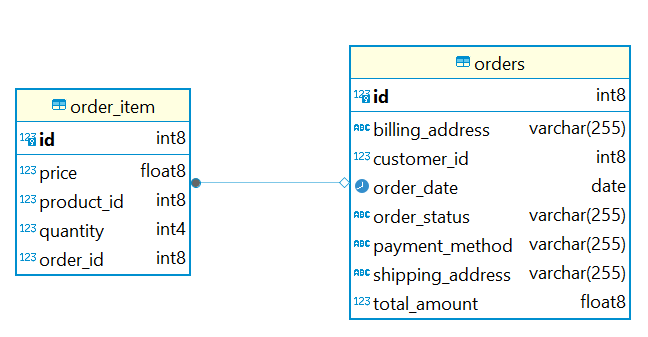 order_item
123 id int8
123 price float8
123 product_id int8
123 quantity int4
123 order_id int8
orders
123 id int8
ABC billing_address varchar(255)
123 customer_id int8
order_date date
ABC order_status varchar(255)
ABC payment_method varchar(255)
ABC shipping_address varchar(255)
123 total_amount float8